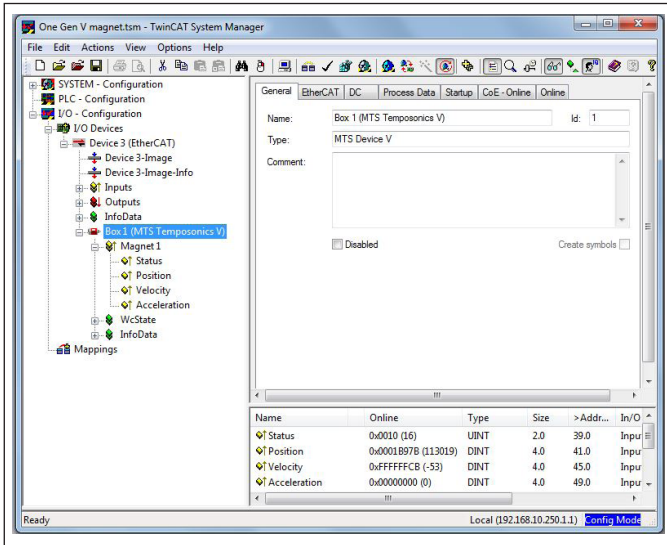 One Gen V magnet.tsm - TwinCAT System Manager
File Edit Actions View Options Help
SYSTEM - Configuration
PLC - Configuration
I/O - Configuration
I/O Devices
Device 3 (EtherCAT)
Device 3-Image
Device 3-Image-Info
Inputs
Outputs
InfoData
Box 1 (MTS Temposonics V)
Magnet 1
Status
Position
Velocity
Acceleration
WcState
InfoData
Mappings
General EtherCAT DC Process Data Startup CoE - Online Online
Name: Box 1 (MTS Temposonics V) Id: 1
Type: MTS Device V
Comment:
Disabled Create symbols
Name Online Type Size >Addr... In/O
Status 0x0010 (16) UINT 2.0 39.0 Inpu
Position 0x0001B97B (113019) DINT 4.0 41.0 Inpu
Velocity 0xFFFFFFCB (-53) DINT 4.0 45.0 Inpu
Acceleration 0x00000000 (0) DINT 4.0 49.0 Inpu
Ready Local (192.168.10.250.1.1) Config Mode